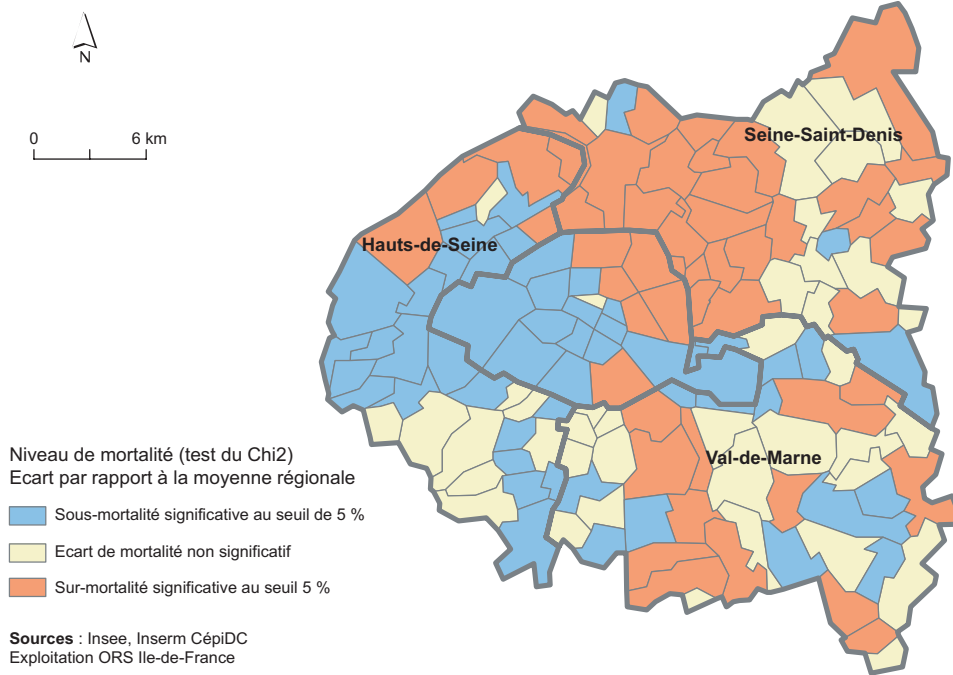 N
0 6 km
Seine-Saint-Denis
Hauts-de-Seine
Val-de-Marne
Niveau de mortalité (test du Chi2)
Ecart par rapport à la moyenne régionale
Sous-mortalité significative au seuil de 5 %
Ecart de mortalité non significatif
Sur-mortalité significative au seuil 5 %
Sources : Insee, Inserm CépiDC
Exploitation ORS Ile-de-France